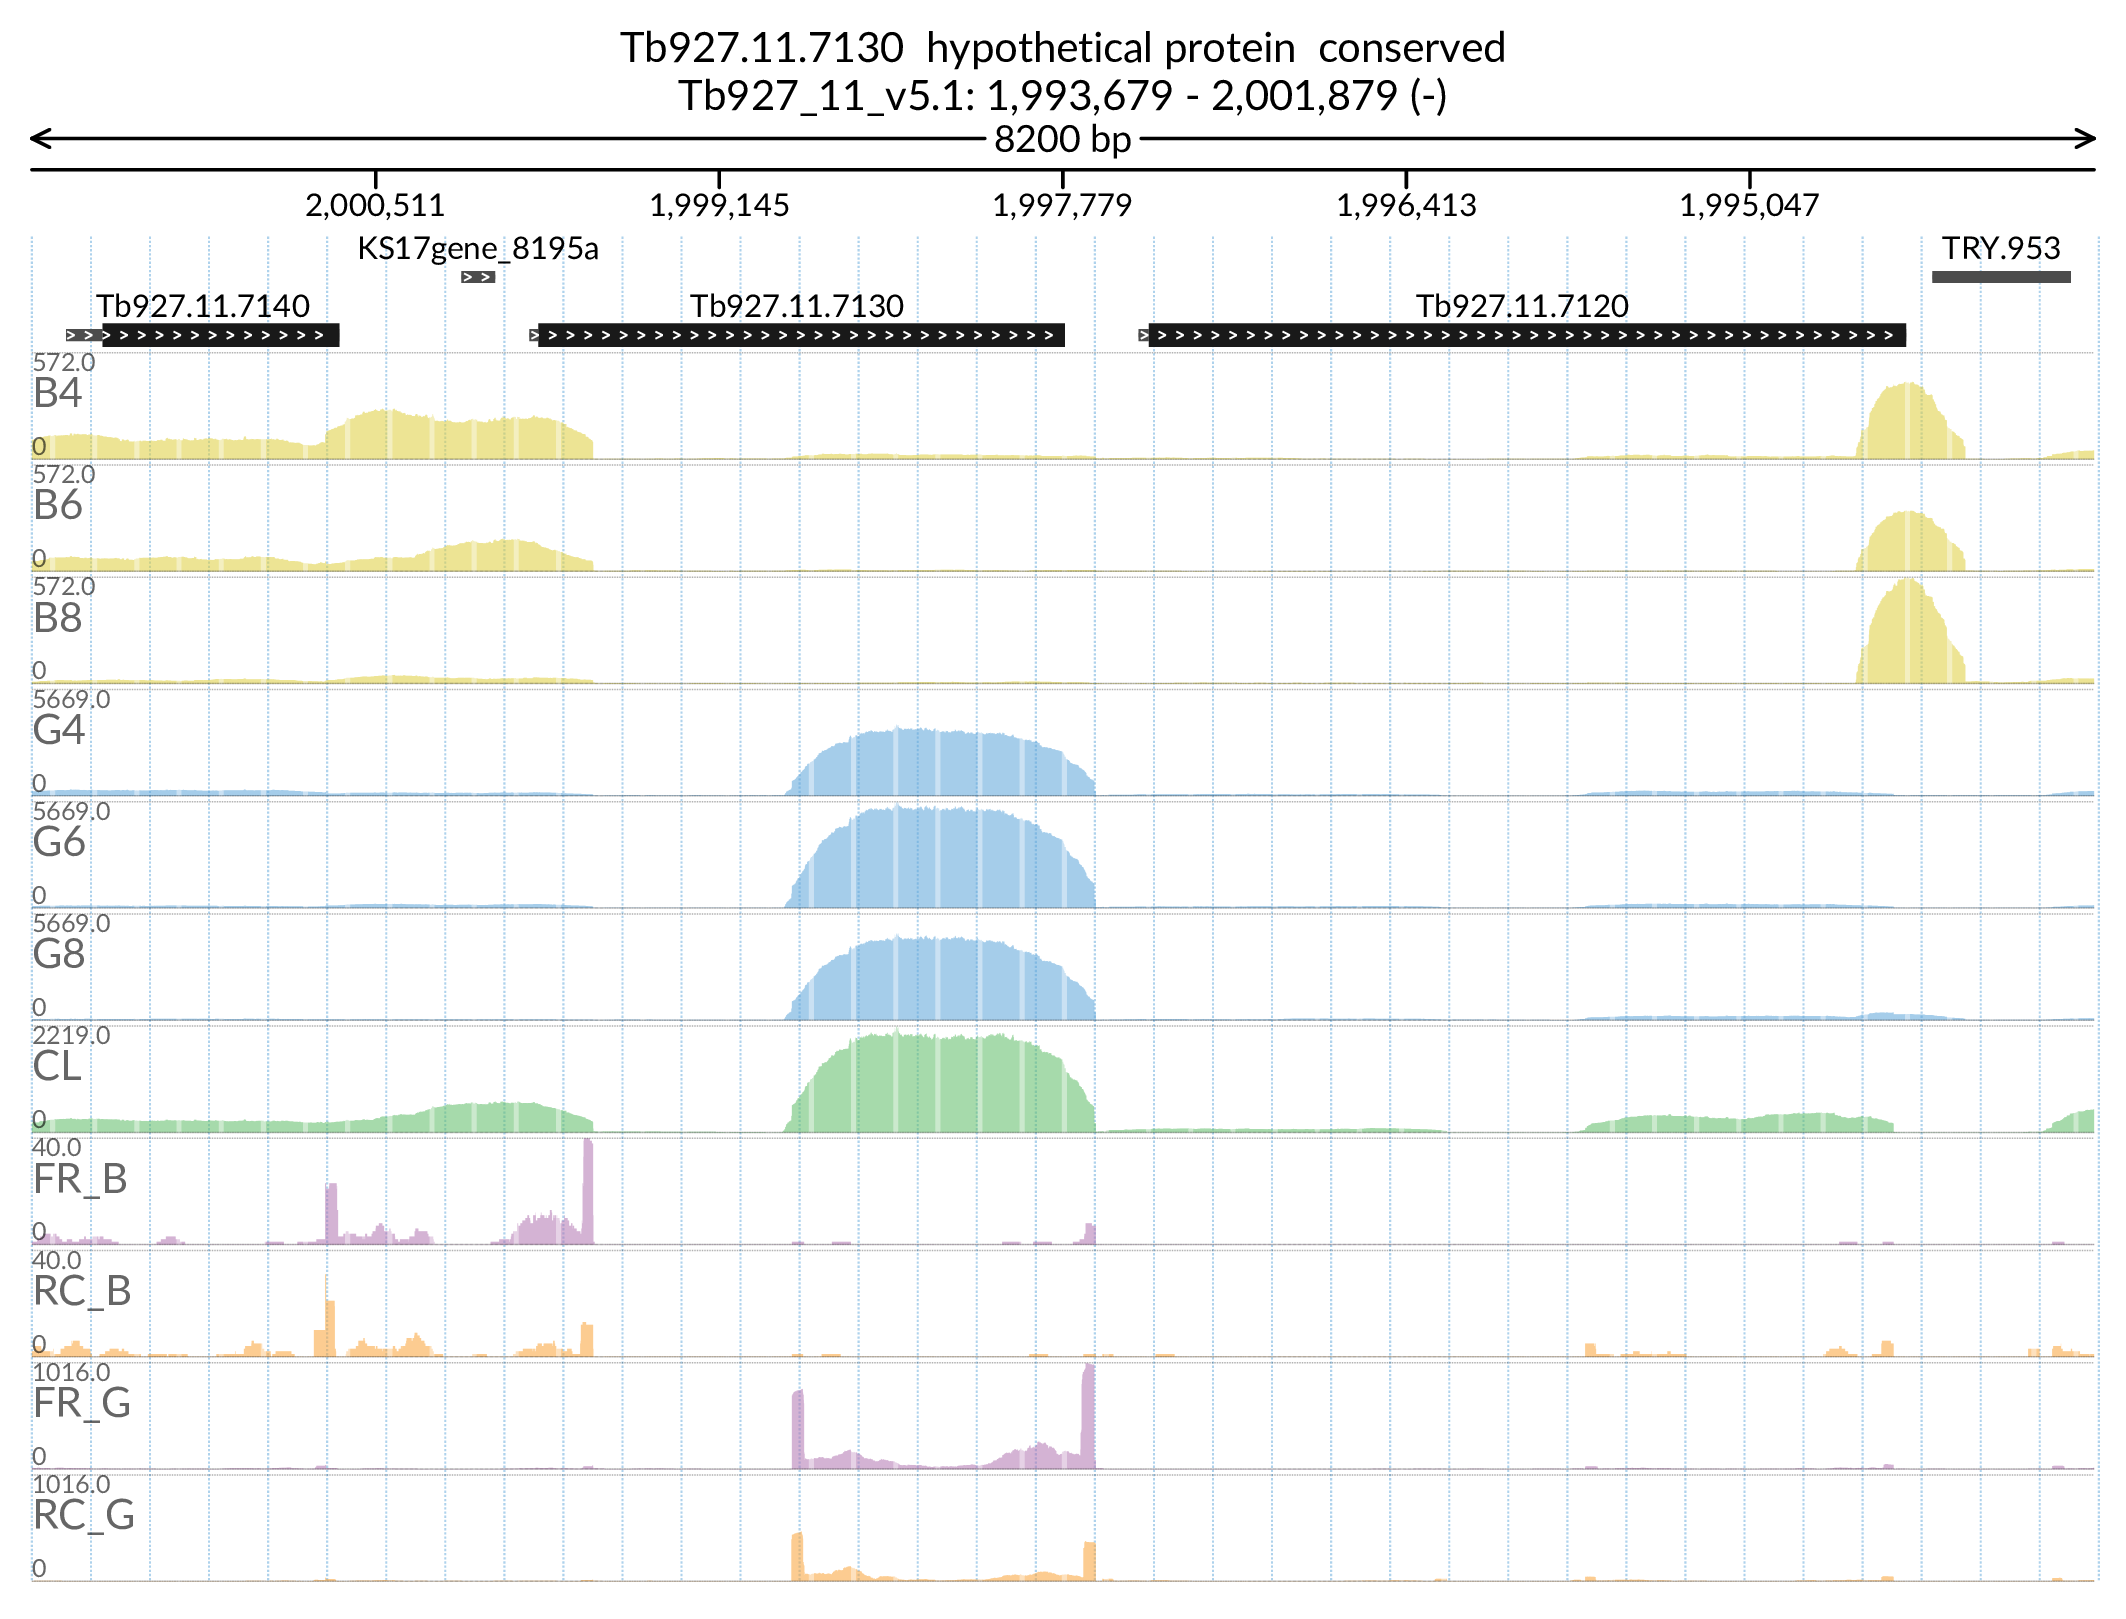 Tb927.11.7130  hypothetical protein  conserved
Tb927_11_v5.1: 1,993,679 - 2,001,879 (-)
8200 bp
2,000,511 1,999,145 1,997,779 1,996,413 1,995,047
KS17gene_8195a TRY.953
Tb927.11.7140 Tb927.11.7130 Tb927.11.7120
572.0
B4
0
572.0
B6
0
572.0
B8
0
5669.0
G4
0
5669.0
G6
0
5669.0
G8
0
2219.0
CL
0
40.0
FR_B
0
40.0
RC_B
0
1016.0
FR_G
0
1016.0
RC_G
0